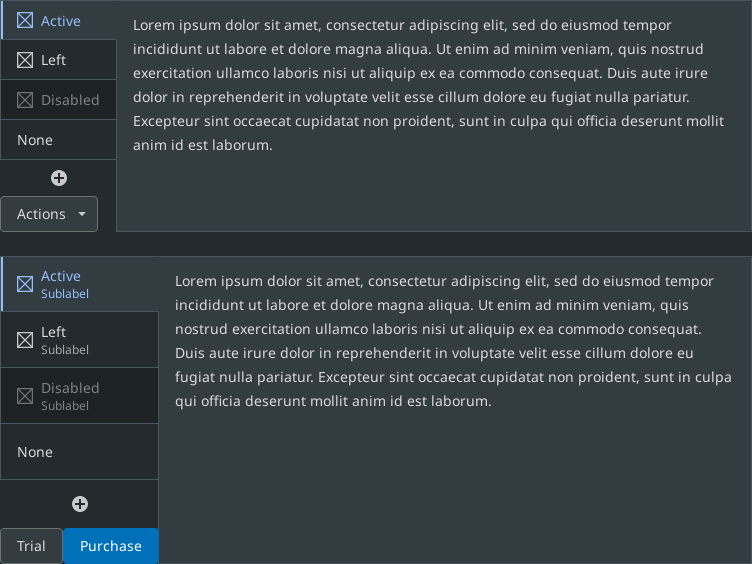 Active
Left
Disabled
None
Actions
Lorem ipsum dolor sit amet, consectetur adipiscing elit, sed do eiusmod tempor
incididunt ut labore et dolore magna aliqua. Ut enim ad minim veniam, quis nostrud
exercitation ullamco laboris nisi ut aliquip ex ea commodo consequat. Duis aute irure
dolor in reprehenderit in voluptate velit esse cillum dolore eu fugiat nulla pariatur.
Excepteur sint occaecat cupidatat non proident, sunt in culpa qui officia deserunt mollit
anim id est laborum.
Active
Sublabel
Left
Sublabel
Disabled
Sublabel
None
Trial
Purchase
Lorem ipsum dolor sit amet, consectetur adipiscing elit, sed do eiusmod tempor
incididunt ut labore et dolore magna aliqua. Ut enim ad minim veniam, quis
nostrud exercitation ullamco laboris nisi ut aliquip ex ea commodo consequat.
Duis aute irure dolor in reprehenderit in voluptate velit esse cillum dolore eu
fugiat nulla pariatur. Excepteur sint occaecat cupidatat non proident, sunt in culpa
qui officia deserunt mollit anim id est laborum.